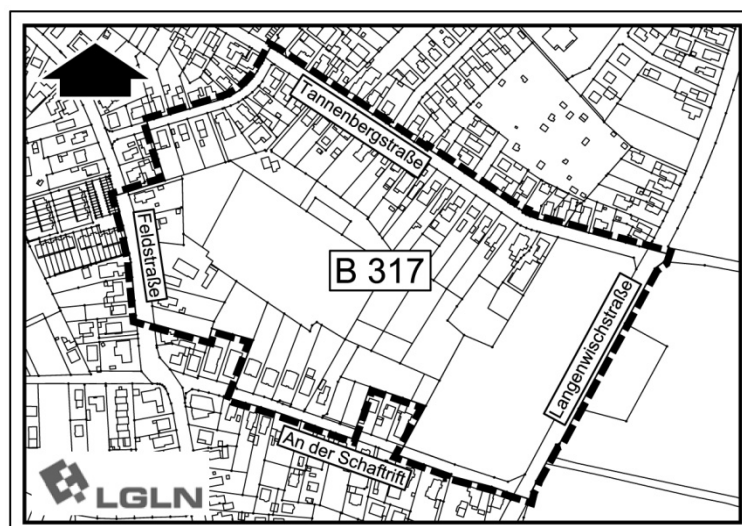 Tannenbergstraße
Feldstraße
B 317
Langenwischstraße
An der Schaftrift
LGLN